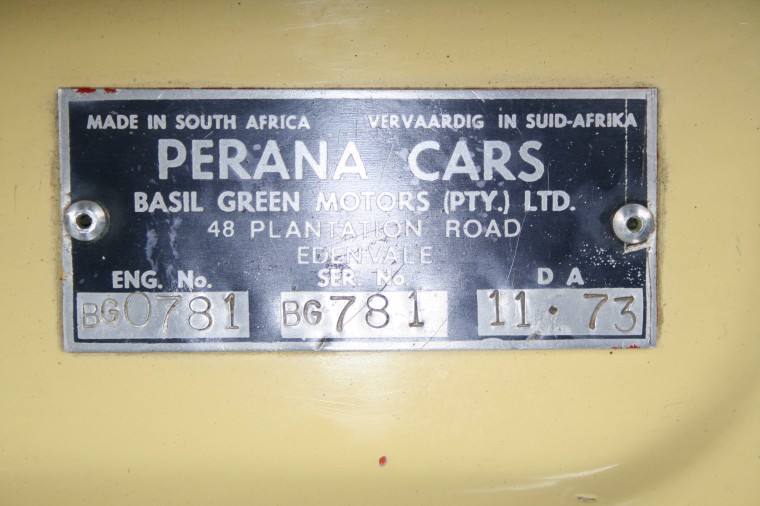 MADE IN SOUTH AFRICA VERVAARDIG IN SUID-AFRIKA
PERANA CARS
BASIL GREEN MOTORS (PTY.) LTD.
48 PLANTATION ROAD
EDENVALE
ENG. No. SER. No. D A
BG0781 BG781 11·73